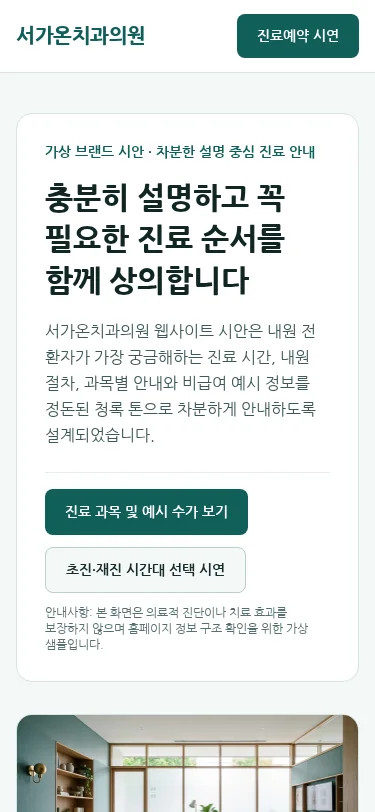 서가온치과의원
진료예약 시연
가상 브랜드 시안 · 차분한 설명 중심 진료 안내
충분히 설명하고 꼭
필요한 진료 순서를
함께 상의합니다
서가온치과의원 웹사이트 시안은 내원 전
환자가 가장 궁금해하는 진료 시간, 내원
절차, 과목별 안내와 비급여 예시 정보를
정돈된 청록 톤으로 차분하게 안내하도록
설계되었습니다.
진료 과목 및 예시 수가 보기
초진·재진 시간대 선택 시연
안내사항: 본 화면은 의료적 진단이나 치료 효과를
보장하지 않으며 홈페이지 정보 구조 확인을 위한 가상
샘플입니다.